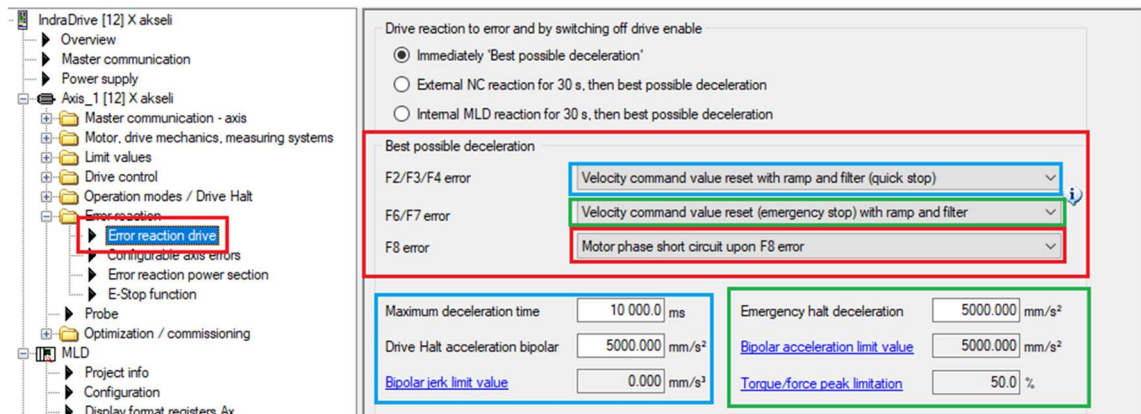 IndraDrive [12] X akseli
Overview
Master communication
Power supply
Axis_1 [12] X akseli
Master communication - axis
Motor, drive mechanics, measuring systems
Limit values
Drive control
Operation modes / Drive Halt
Error reaction
Error reaction drive
Configurable axis errors
Error reaction power section
E-Stop function
Probe
Optimization / commissioning
MLD
Project info
Configuration
Display format registers Ax
Drive reaction to error and by switching off drive enable
Immediately 'Best possible deceleration'
External NC reaction for 30 s, then best possible deceleration
Internal MLD reaction for 30 s, then best possible deceleration
Best possible deceleration
F2/F3/F4 error Velocity command value reset with ramp and filter (quick stop)
F6/F7 error Velocity command value reset (emergency stop) with ramp and filter
F8 error Motor phase short circuit upon F8 error
Maximum deceleration time 10 000.0 ms
Drive Halt acceleration bipolar 5000.000 mm/s²
Bipolar jerk limit value 0.000 mm/s³
Emergency halt deceleration 5000.000 mm/s²
Bipolar acceleration limit value 5000.000 mm/s²
Torque/force peak limitation 50.0 %